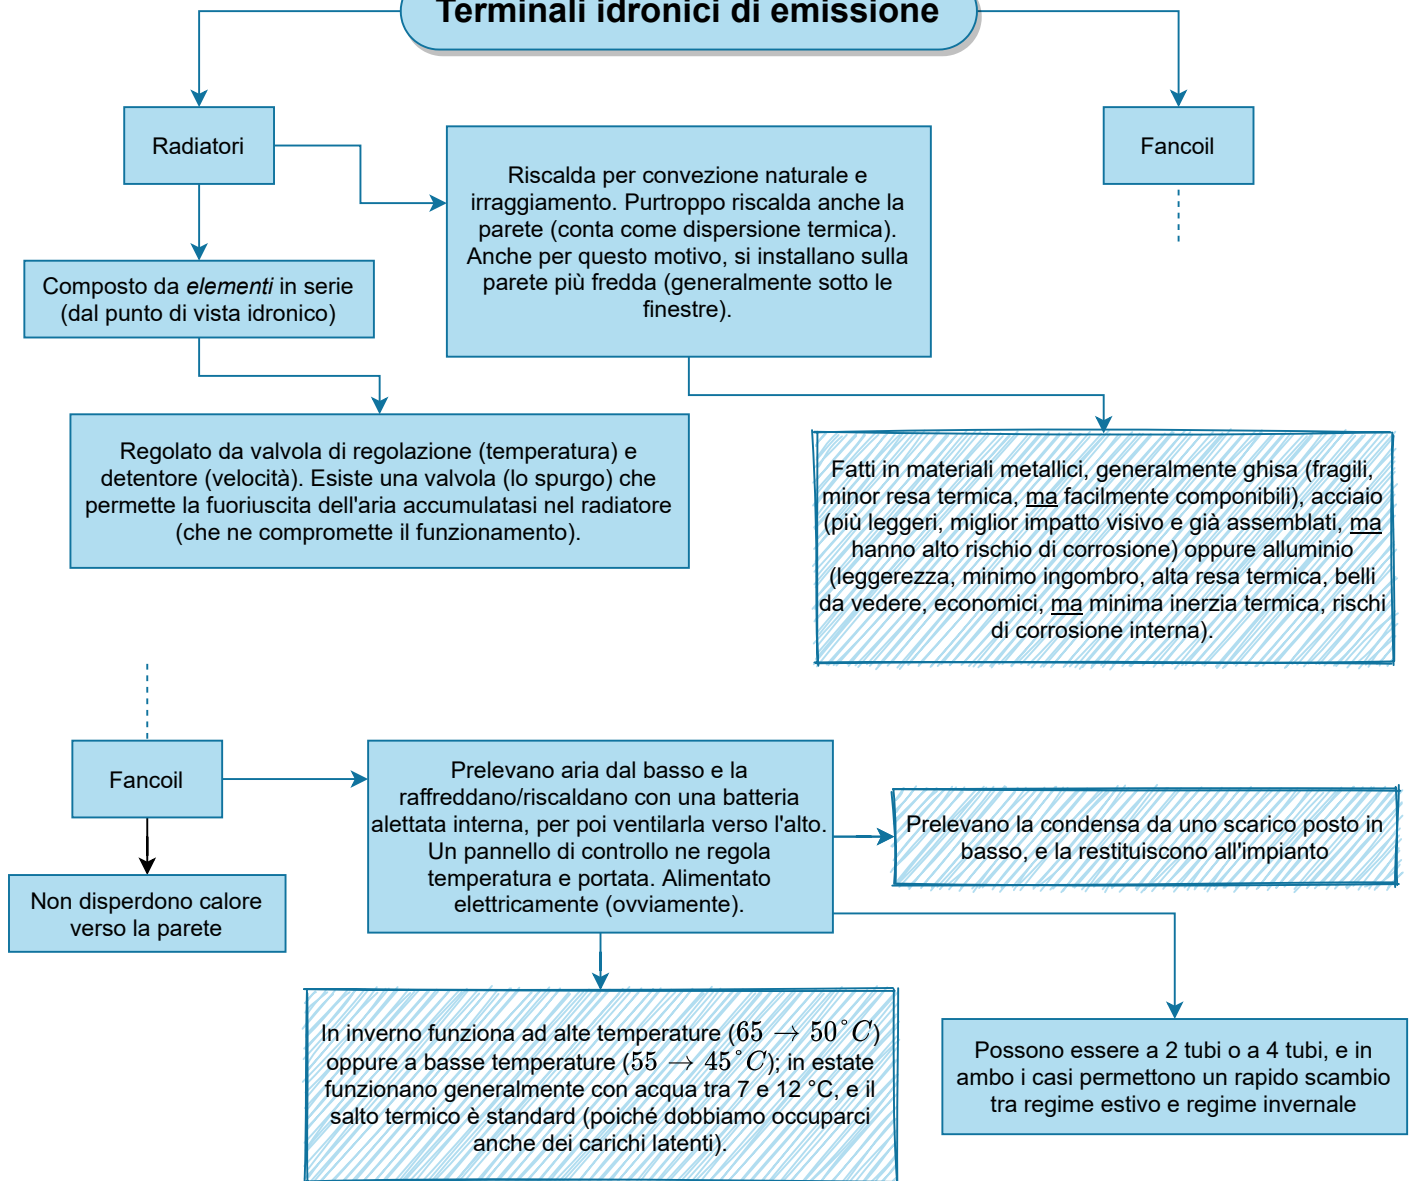 Terminali idronici di emissione
Radiatori
Fancoil
Riscalda per convezione naturale e
irraggiamento. Purtroppo riscalda anche la
parete (conta come dispersione termica).
Anche per questo motivo, si installano sulla
parete più fredda (generalmente sotto le
finestre).
Composto da elementi in serie
(dal punto di vista idronico)
Regolato da valvola di regolazione (temperatura) e
detentore (velocità). Esiste una valvola (lo spurgo) che
permette la fuoriuscita dell'aria accumulatasi nel radiatore
(che ne compromette il funzionamento).
Fatti in materiali metallici, generalmente ghisa (fragili,
minor resa termica, ma facilmente componibili), acciaio
(più leggeri, miglior impatto visivo e già assemblati, ma
hanno alto rischio di corrosione) oppure alluminio
(leggerezza, minimo ingombro, alta resa termica, belli
da vedere, economici, ma minima inerzia termica, rischi
di corrosione interna).
Fancoil
Prelevano aria dal basso e la
raffreddano/riscaldano con una batteria
alettata interna, per poi ventilarla verso l'alto.
Un pannello di controllo ne regola
temperatura e portata. Alimentato
elettricamente (ovviamente).
Prelevano la condensa da uno scarico posto in
basso, e la restituiscono all'impianto
Non disperdono calore
verso la parete
In inverno funziona ad alte temperature (65 → 50°C)
oppure a basse temperature (55 → 45°C); in estate
funzionano generalmente con acqua tra 7 e 12 °C, e il
salto termico è standard (poiché dobbiamo occuparci
anche dei carichi latenti).
Possono essere a 2 tubi o a 4 tubi, e in
ambo i casi permettono un rapido scambio
tra regime estivo e regime invernale